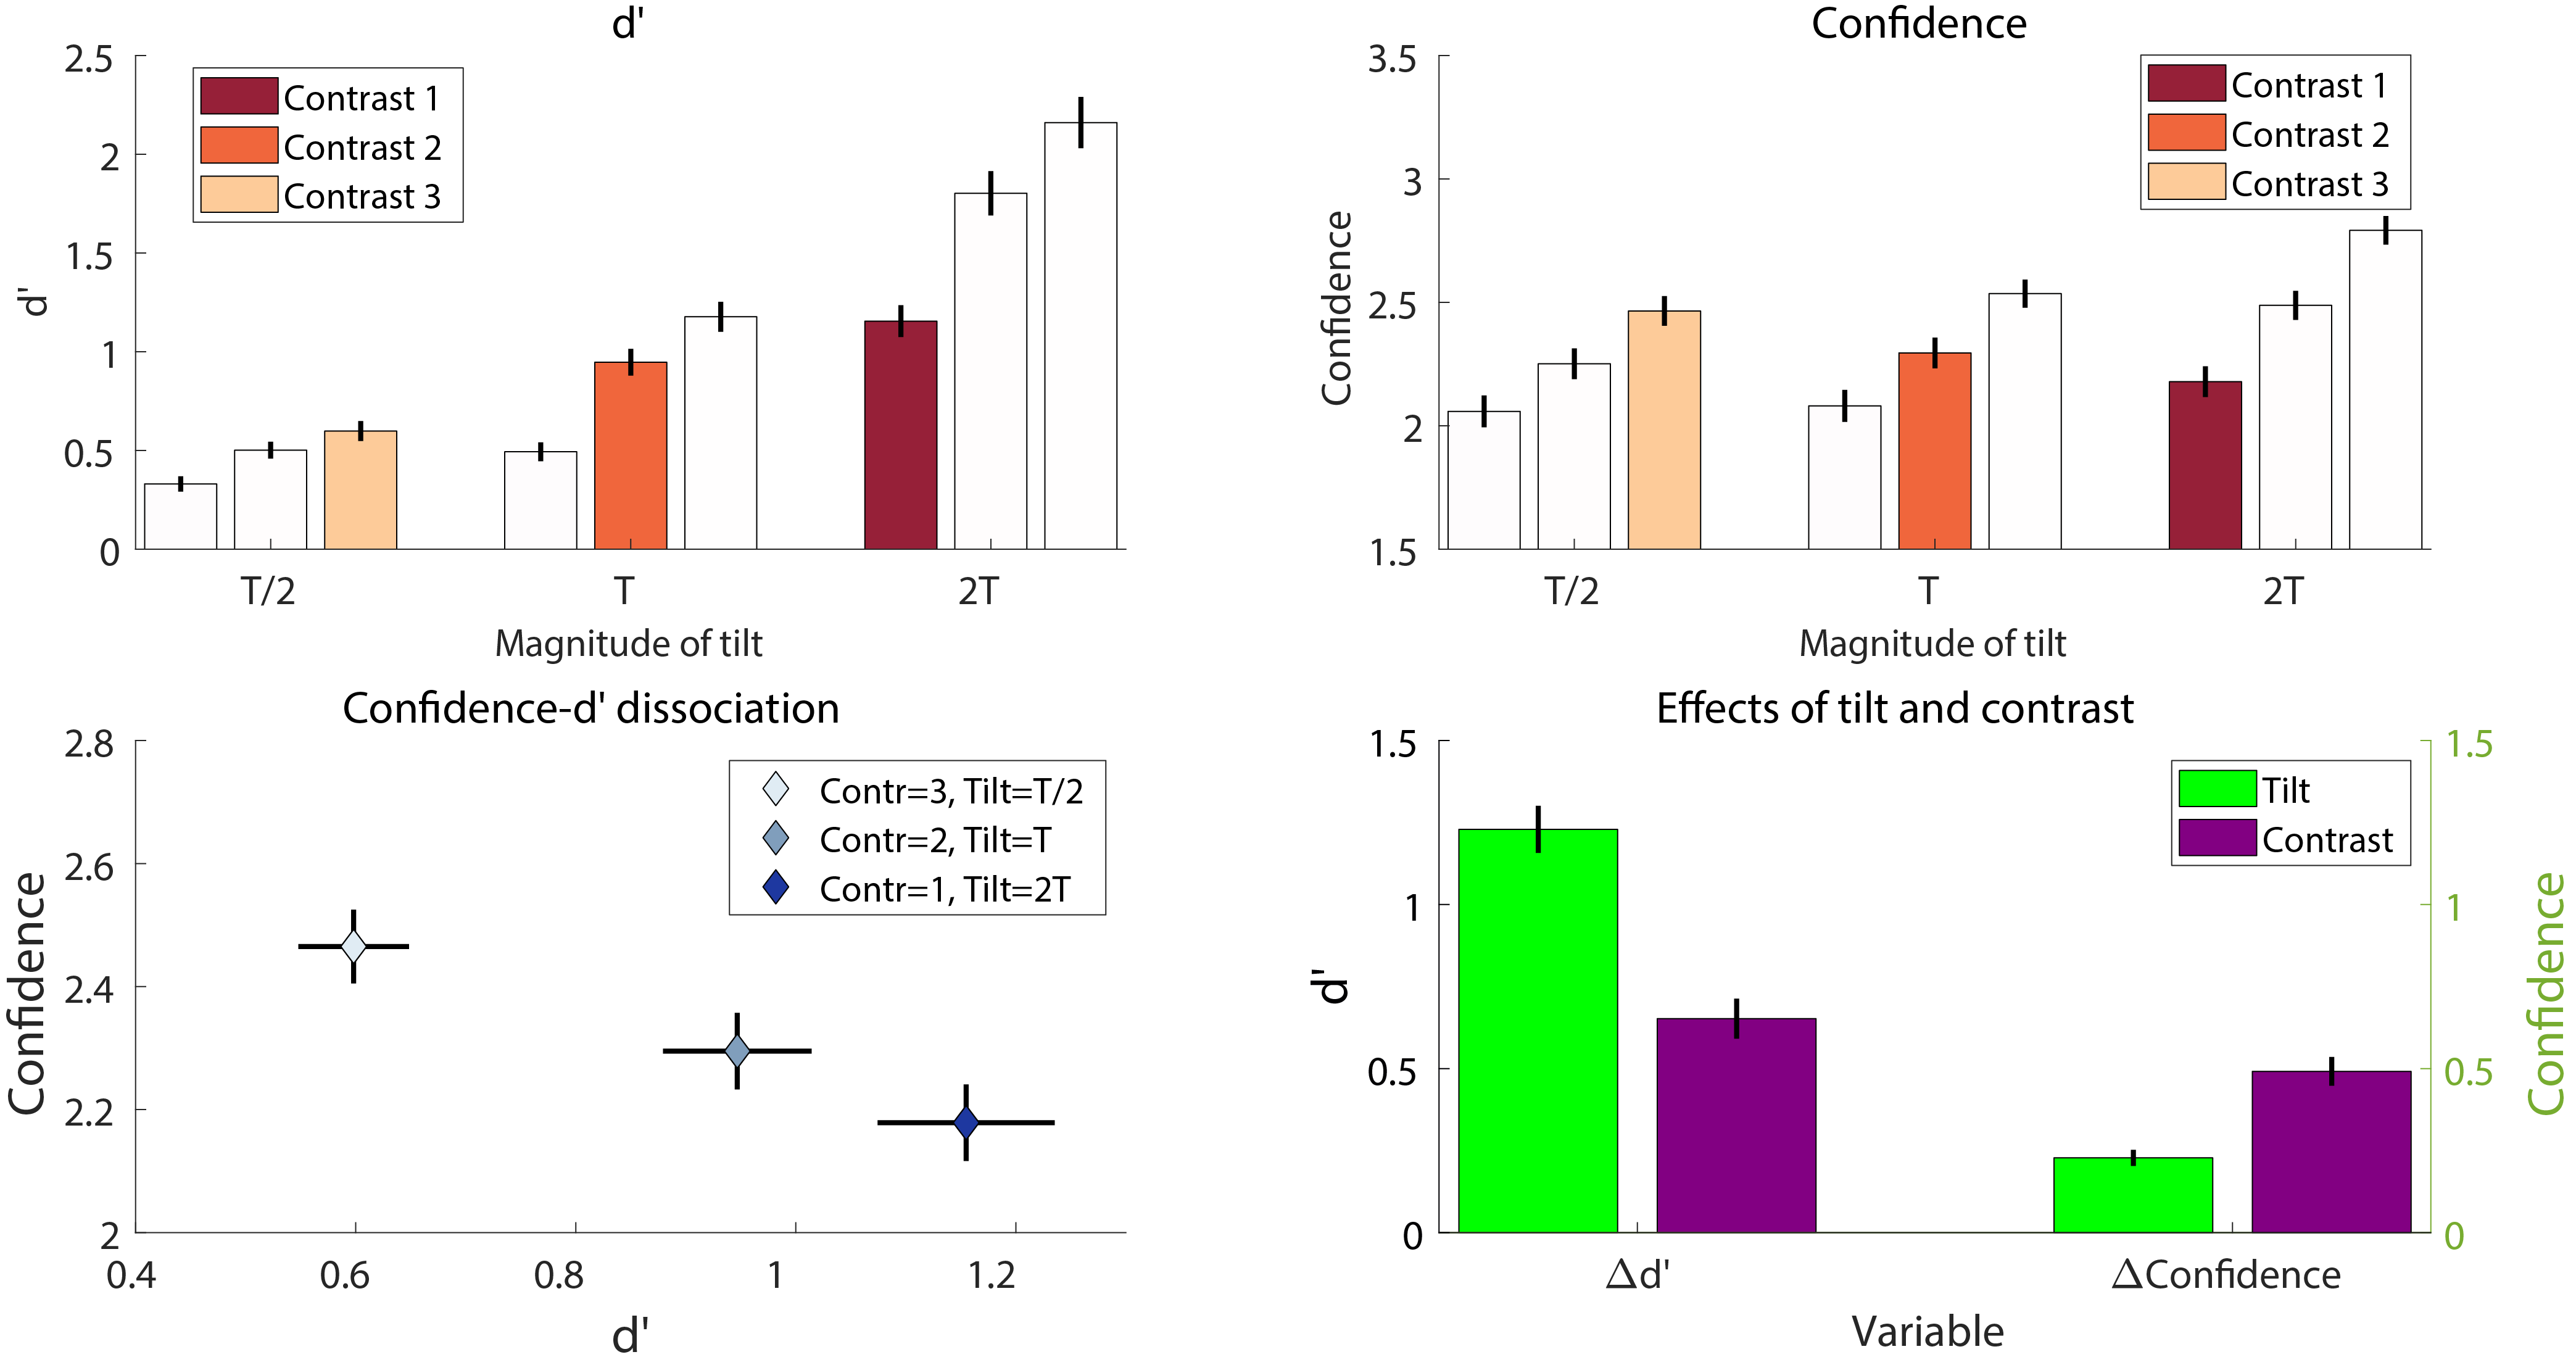 d'
2.5
2
1.5
1
0.5
0
d'
Contrast 1
Contrast 2
Contrast 3
T/2 T 2T
Magnitude of tilt
Confidence
3.5
3
2.5
2
1.5
Confidence
Contrast 1
Contrast 2
Contrast 3
T/2 T 2T
Magnitude of tilt
Confidence-d' dissociation
2.8
2.6
2.4
2.2
2
Confidence
Contr=3, Tilt=T/2
Contr=2, Tilt=T
Contr=1, Tilt=2T
0.4 0.6 0.8 1 1.2
d'
Effects of tilt and contrast
1.5
1
0.5
0
d'
Tilt
Contrast
1.5
1
0.5
0
Confidence
Δd' ΔConfidence
Variable